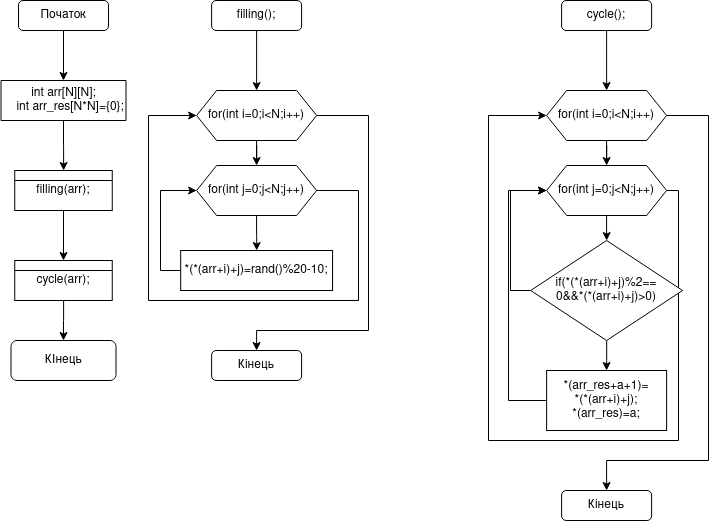 Початок
int arr[N][N];
int arr_res[N*N]={0};
filling(arr);
cycle(arr);
КІнець
filling();
for(int i=0;i<N;i++)
for(int j=0;j<N;j++)
*(*(arr+i)+j)=rand()%20-10;
Кінець
cycle();
for(int i=0;i<N;i++)
for(int j=0;j<N;j++)
if(*(*(arr+i)+j)%2==
0&&*(*(arr+i)+j)>0)
*(arr_res+a+1)=
*(*(arr+i)+j);
*(arr_res)=a;
Кінець